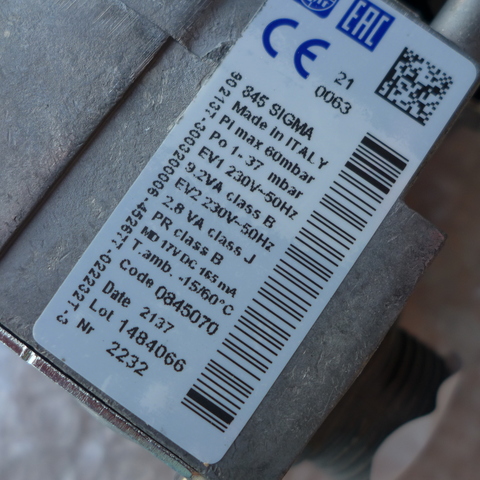 EAC
CE
21
0063
845 SIGMA
Made in ITALY
PI max 60mbar
Po 1..37 mbar
EV1 230V~50Hz
9.2VA class B
EV2 230V~50Hz
2.8 VA class J
PR class B
MD 17V DC 165 mA
T.amb. -15/60°C
Code 0845070
Date 2137
Lot 1484066
Nr 2232